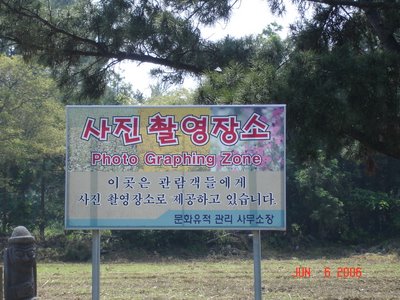 사진 촬영장소
Photo Graphing Zone
이곳은 관람객들에게
사진 촬영장소로 제공하고 있습니다.
문화유적 관리 사무소장
JUN 6 2006